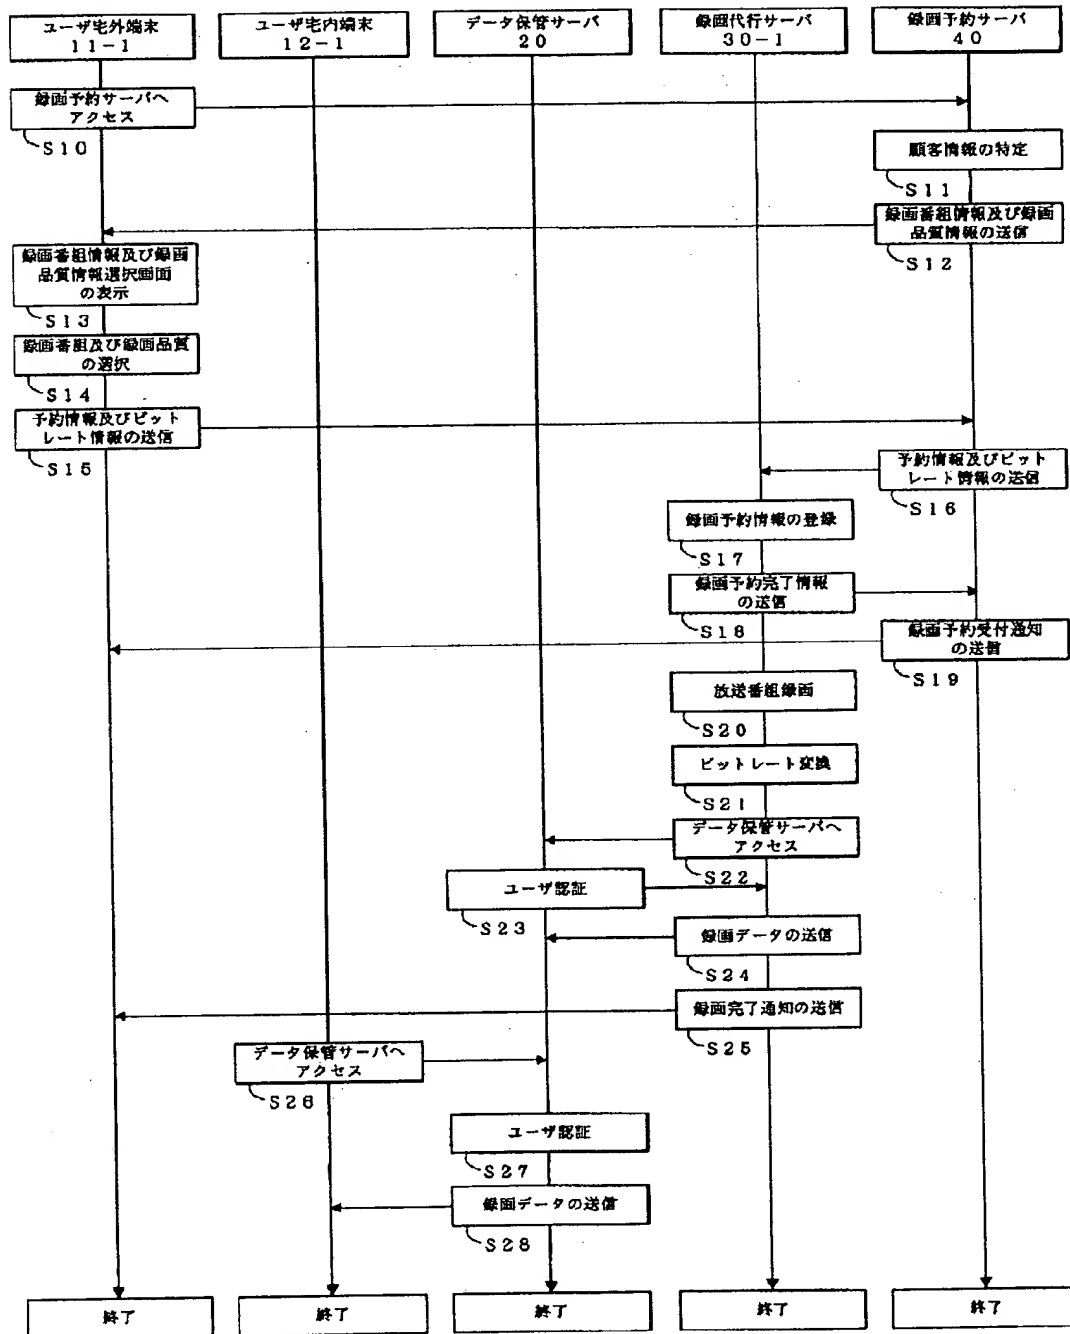 ユーザ宅外端末
11-1
ユーザ宅内端末
12-1
データ保管サーバ
20
録画代行サーバ
30-1
録画予約サーバ
40
録画予約サーバへ
アクセス
S10
顧客情報の特定
S11
録画番組情報及び録画
品質情報の送信
S12
録画番組情報及び録画
品質情報選択画面
の表示
S13
録画番組及び録画品質
の選択
S14
予約情報及びビット
レート情報の送信
S15
予約情報及びビット
レート情報の送信
S16
録画予約情報の登録
S17
録画予約完了情報
の送信
S18
録画予約受付通知
の送信
S19
放送番組録画
S20
ビットレート変換
S21
データ保管サーバへ
アクセス
S22
ユーザ認証
S23
録画データの送信
S24
録画完了通知の送信
S25
データ保管サーバへ
アクセス
S26
ユーザ認証
S27
録画データの送信
S28
終了
終了
終了
終了
終了